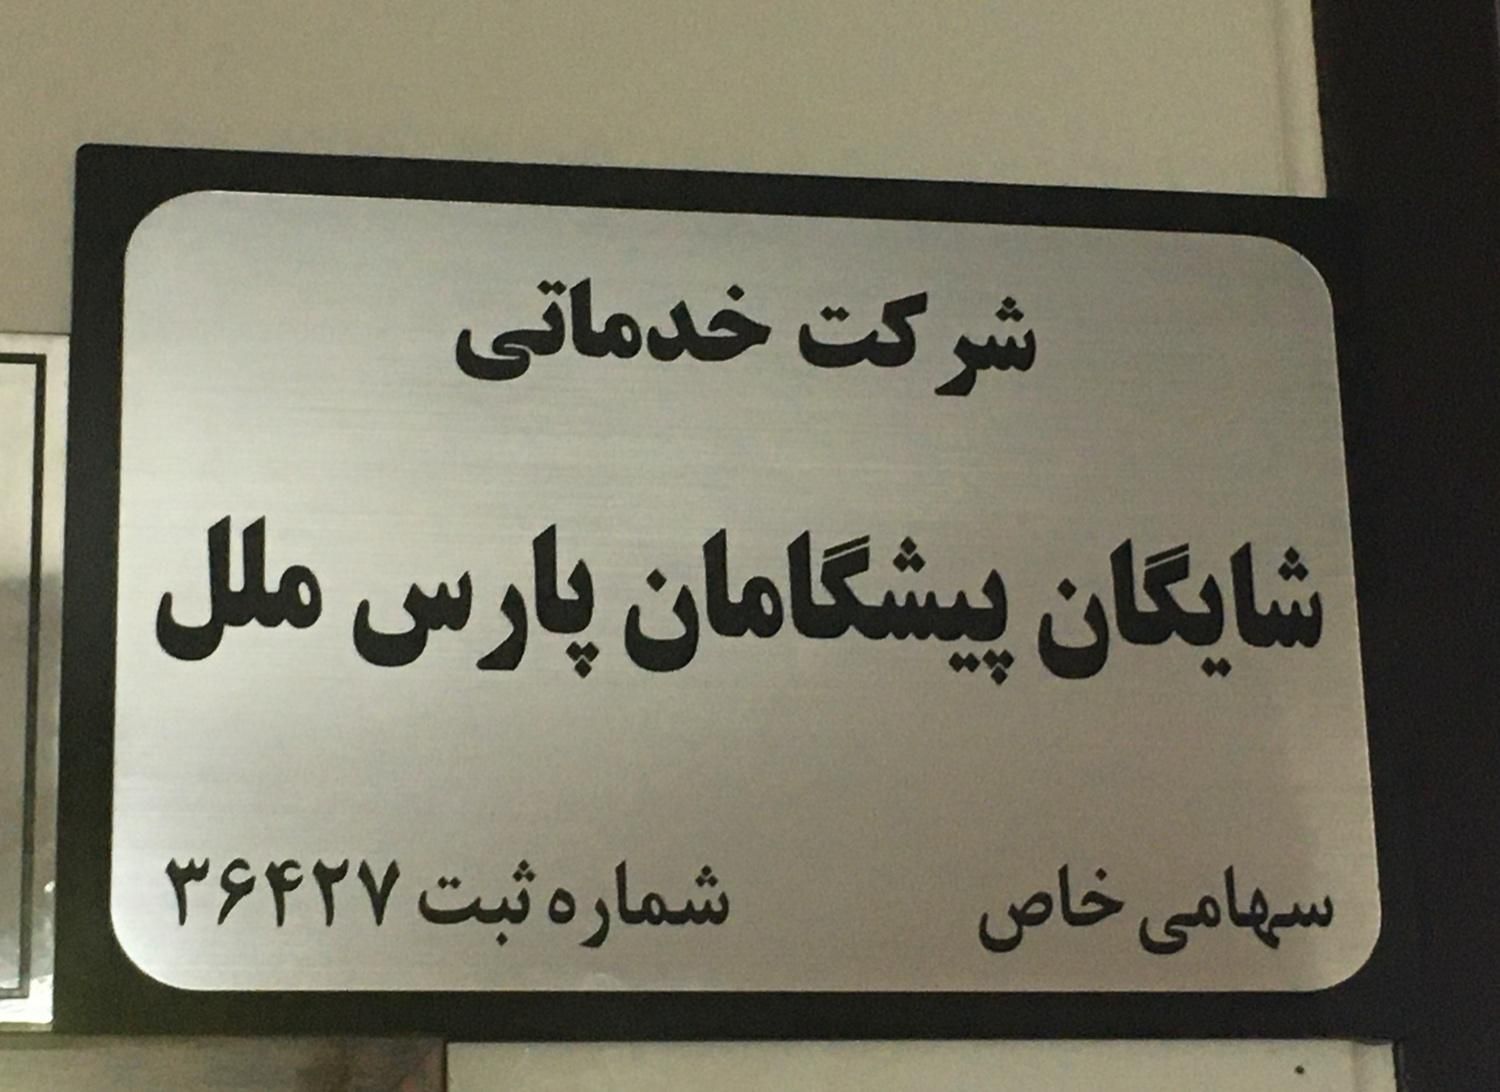 شرکت خدماتی
شایگان پیشگامان پارس ملل
سهامی خاص شماره ثبت ۳۶۴۲۷